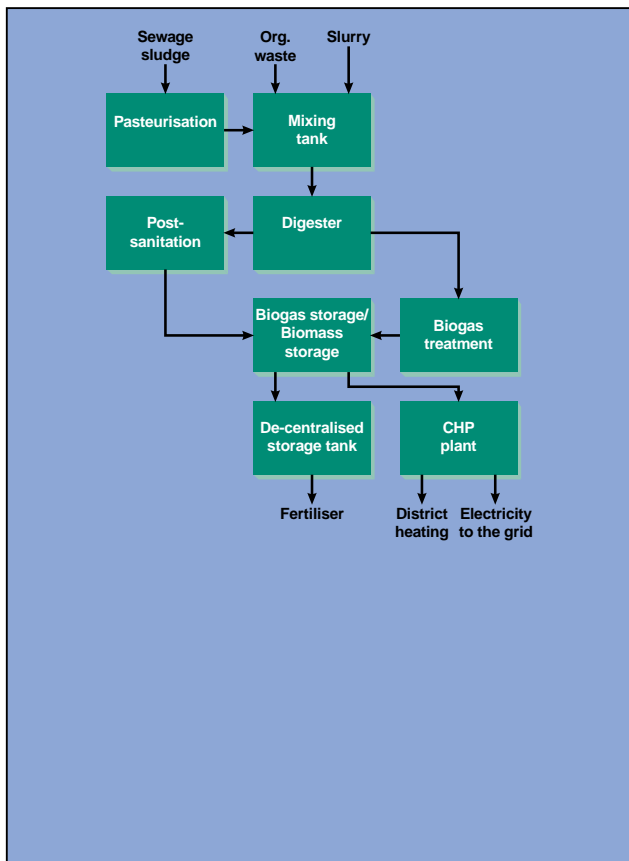 Sewage
sludge
Org.
waste
Slurry
Pasteurisation
Mixing
tank
Post-
sanitation
Digester
Biogas storage/
Biomass
storage
Biogas
treatment
De-centralised
storage tank
CHP
plant
Fertiliser
District
heating
Electricity
to the grid